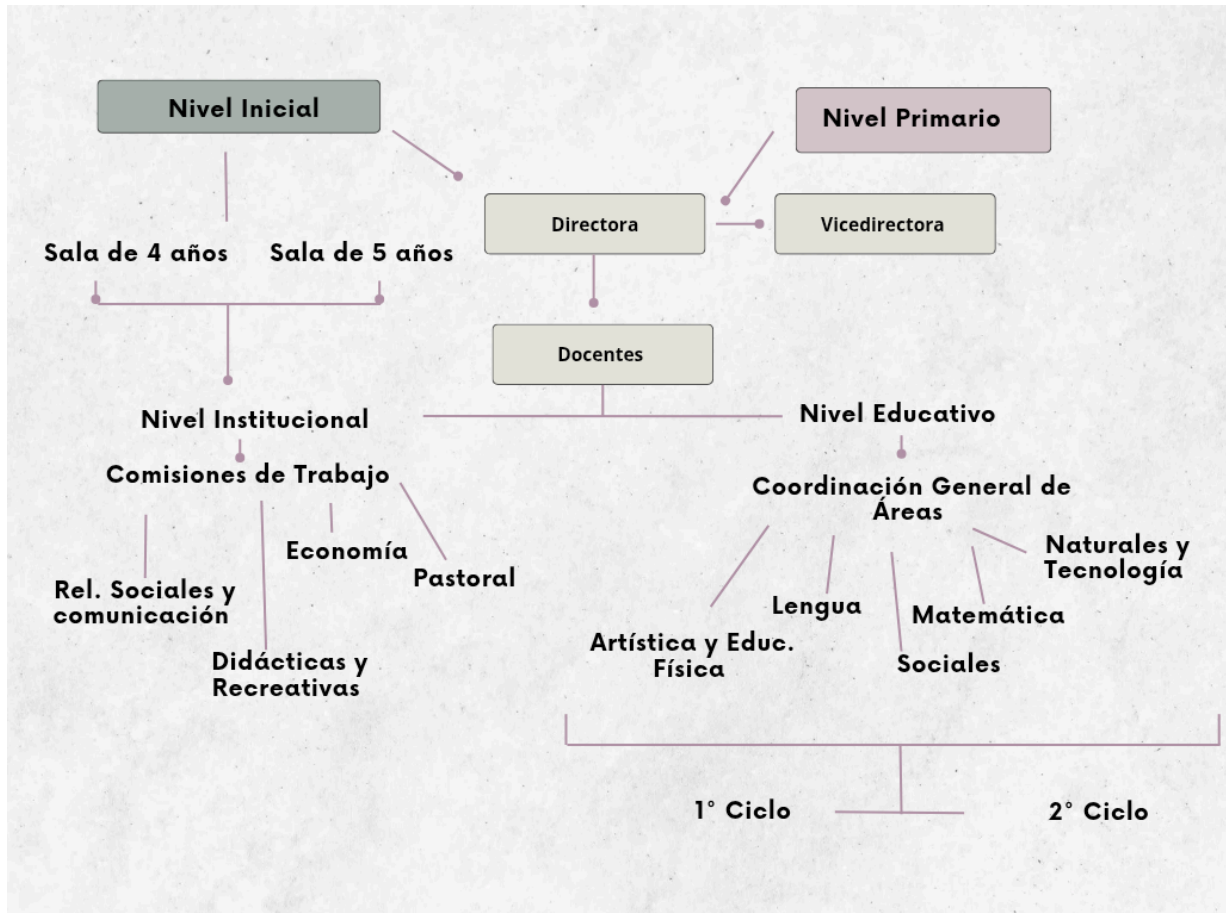 Nivel Inicial
Nivel Primario
Directora
Vicedirectora
Sala de 4 años
Sala de 5 años
Docentes
Nivel Institucional
Nivel Educativo
Comisiones de Trabajo
Coordinación General de
Áreas
Economía
Pastoral
Rel. Sociales y
comunicación
Didácticas y
Recreativas
Naturales y
Tecnología
Lengua
Matemática
Artística y Educ.
Física
Sociales
1° Ciclo
2° Ciclo